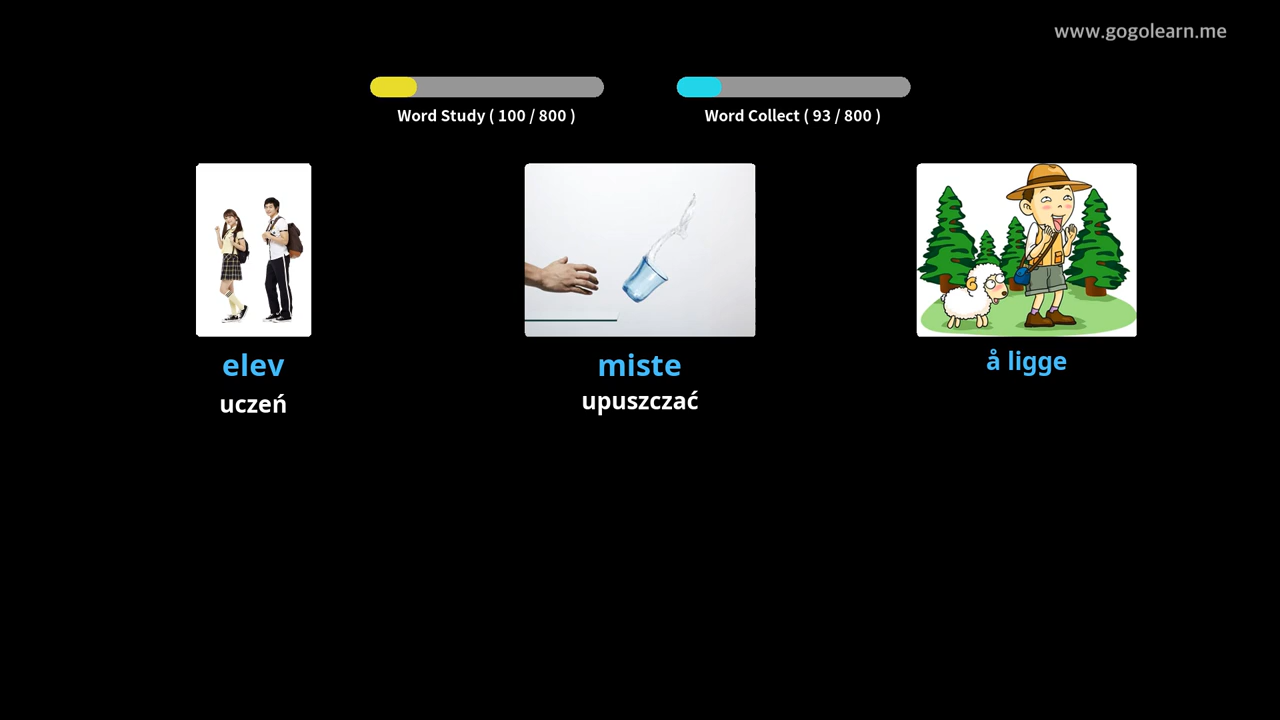 www.gogolearn.me
Word Study ( 100 / 800 )
Word Collect ( 93 / 800 )
elev
uczeń
miste
upuszczać
å ligge